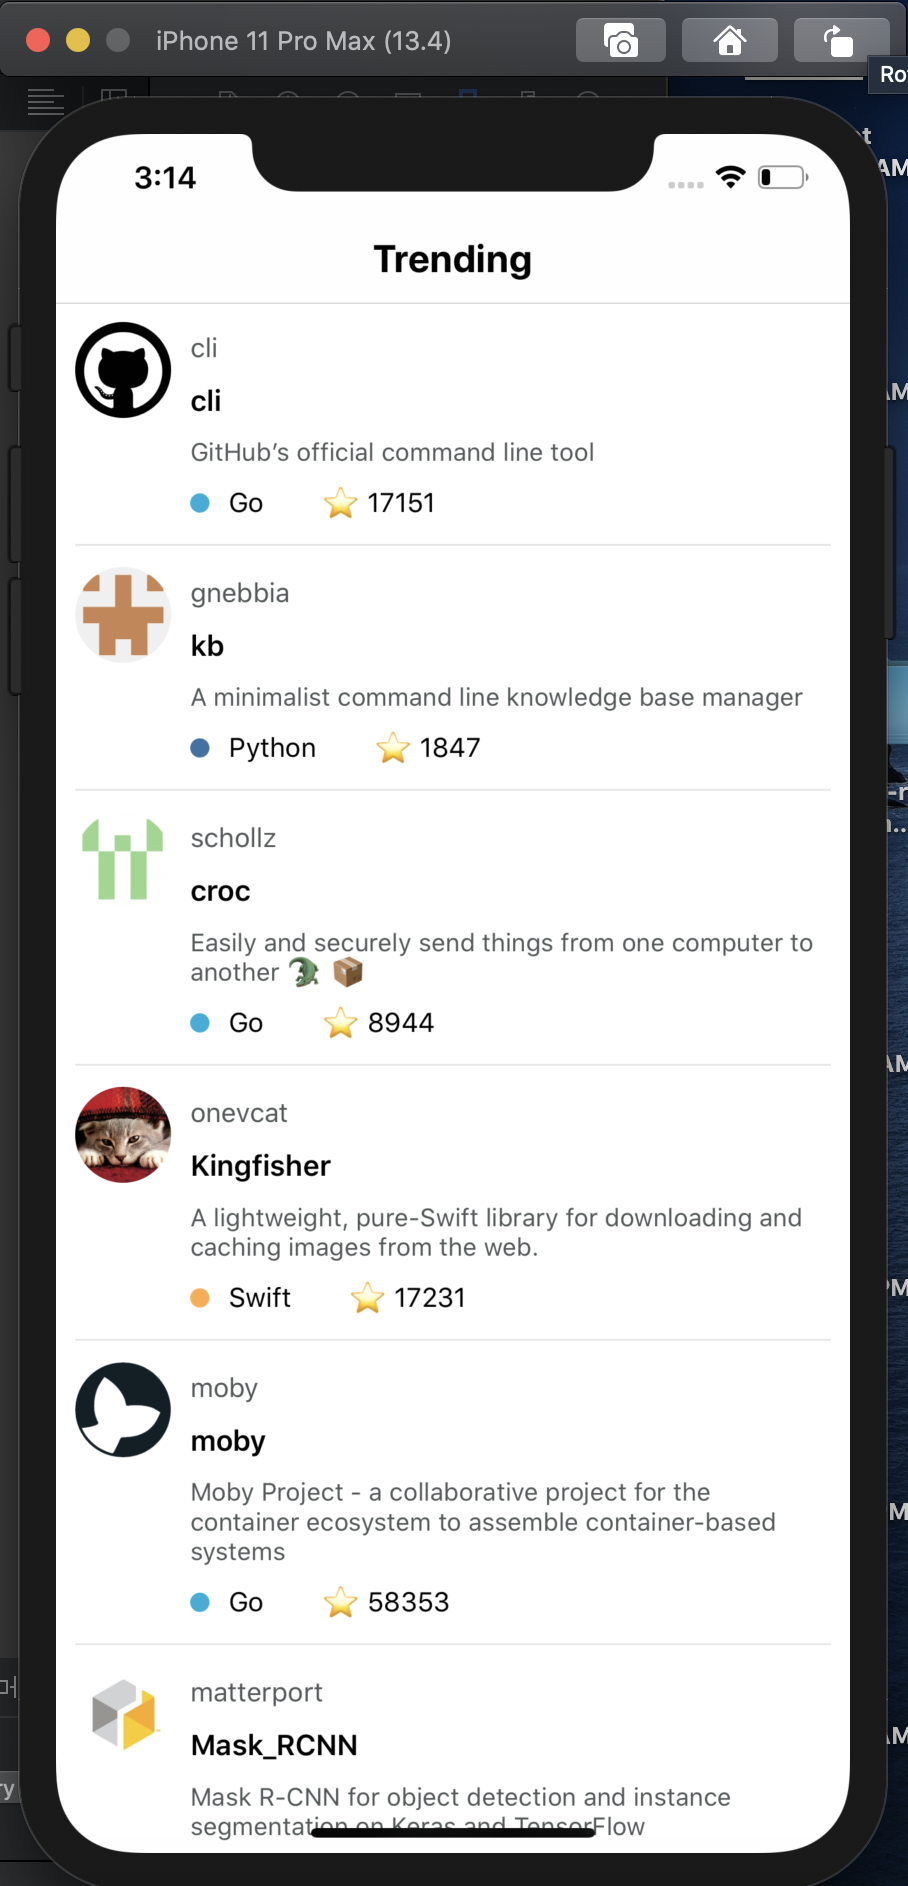 iPhone 11 Pro Max (13.4)
3:14
Trending
cli
cli
GitHub’s official command line tool
Go ⭐ 17151
gnebbia
kb
A minimalist command line knowledge base manager
Python ⭐ 1847
schollz
croc
Easily and securely send things from one computer to
another 🐊 📦
Go ⭐ 8944
onevcat
Kingfisher
A lightweight, pure-Swift library for downloading and
caching images from the web.
Swift ⭐ 17231
moby
moby
Moby Project - a collaborative project for the
container ecosystem to assemble container-based
systems
Go ⭐ 58353
matterport
Mask_RCNN
Mask R-CNN for object detection and instance
segmentation on Keras and TensorFlow